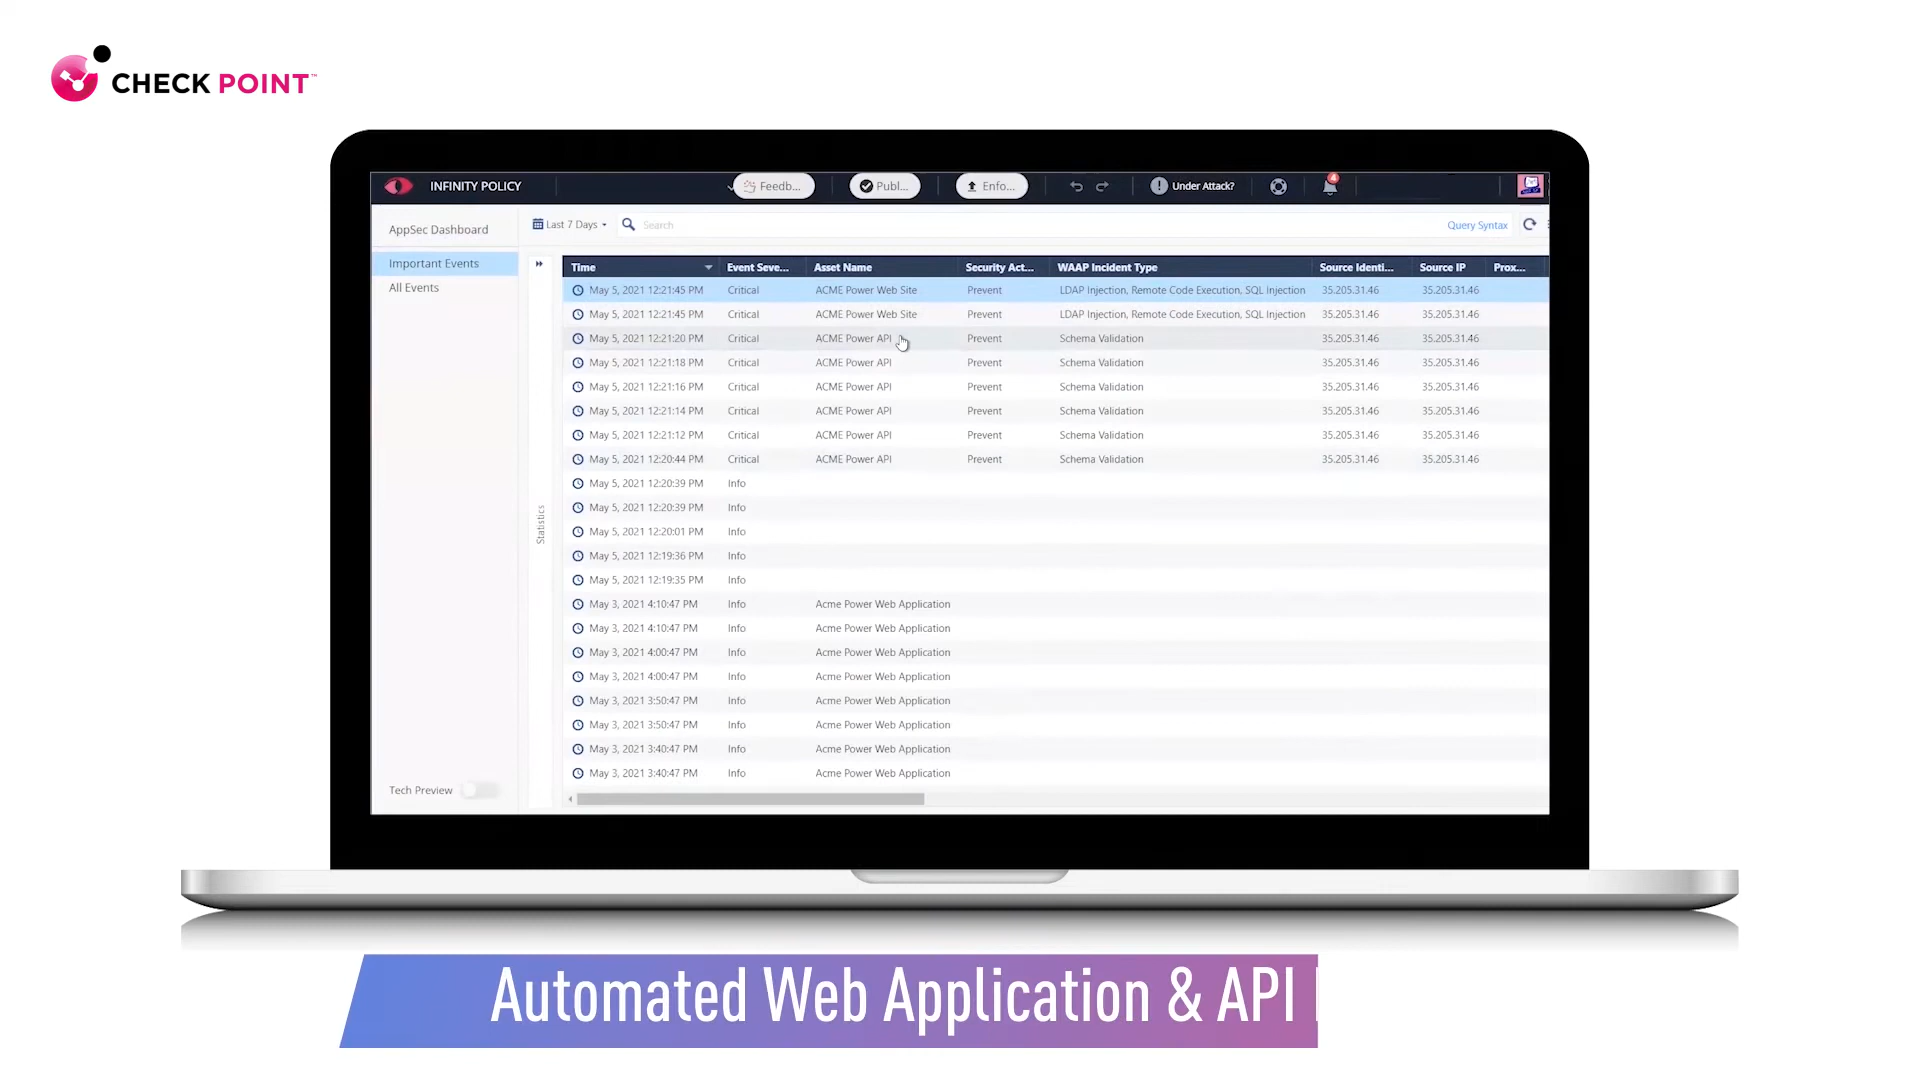 CHECK POINT™
INFINITY POLICY Feedb... Publ... Enfo... Under Attack? 4
AppSec Dashboard Last 7 Days Search Query Syntax
Important Events
All Events
Time Event Seve... Asset Name Security Act... WAAP Incident Type Source Identi... Source IP Prox...
May 5, 2021 12:21:45 PM Critical ACME Power Web Site Prevent LDAP Injection, Remote Code Execution, SQL Injection 35.205.31.46 35.205.31.46
May 5, 2021 12:21:45 PM Critical ACME Power Web Site Prevent LDAP Injection, Remote Code Execution, SQL Injection 35.205.31.46 35.205.31.46
May 5, 2021 12:21:20 PM Critical ACME Power API Prevent Schema Validation 35.205.31.46 35.205.31.46
May 5, 2021 12:21:18 PM Critical ACME Power API Prevent Schema Validation 35.205.31.46 35.205.31.46
May 5, 2021 12:21:16 PM Critical ACME Power API Prevent Schema Validation 35.205.31.46 35.205.31.46
May 5, 2021 12:21:14 PM Critical ACME Power API Prevent Schema Validation 35.205.31.46 35.205.31.46
May 5, 2021 12:21:12 PM Critical ACME Power API Prevent Schema Validation 35.205.31.46 35.205.31.46
May 5, 2021 12:20:44 PM Critical ACME Power API Prevent Schema Validation 35.205.31.46 35.205.31.46
May 5, 2021 12:20:39 PM Info
May 5, 2021 12:20:39 PM Info
May 5, 2021 12:20:01 PM Info
May 5, 2021 12:19:36 PM Info
May 5, 2021 12:19:35 PM Info
May 3, 2021 4:10:47 PM Info Acme Power Web Application
May 3, 2021 4:10:47 PM Info Acme Power Web Application
May 3, 2021 4:00:47 PM Info Acme Power Web Application
May 3, 2021 4:00:47 PM Info Acme Power Web Application
May 3, 2021 3:50:47 PM Info Acme Power Web Application
May 3, 2021 3:50:47 PM Info Acme Power Web Application
May 3, 2021 3:40:47 PM Info Acme Power Web Application
May 3, 2021 3:40:47 PM Info Acme Power Web Application
Statistics
Tech Preview
Automated Web Application & API